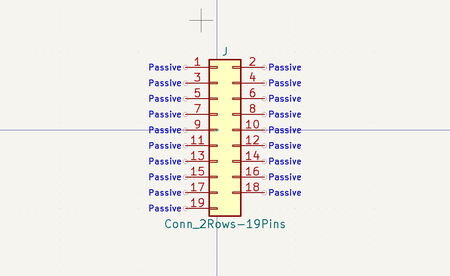 J
Passive 1 2 Passive
Passive 3 4 Passive
Passive 5 6 Passive
Passive 7 8 Passive
Passive 9 10 Passive
Passive 11 12 Passive
Passive 13 14 Passive
Passive 15 16 Passive
Passive 17 18 Passive
Passive 19
Conn_2Rows-19Pins